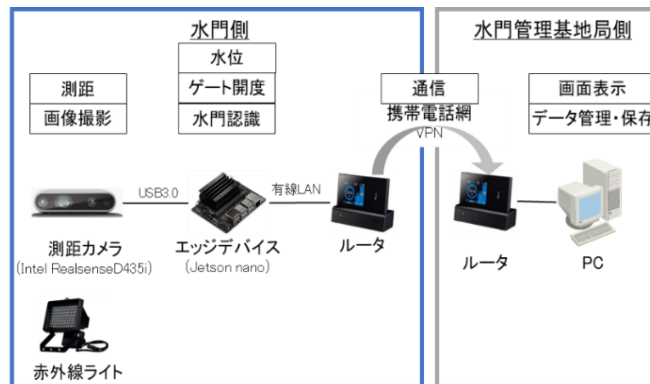 水門側
水門管理基地局側
水位
測距
ゲート開度
通信
画面表示
画像撮影
水門認識
携帯電話網
データ管理・保存
VPN
USB3.0
有線LAN
測距カメラ
エッジデバイス
ルータ
ルータ
PC
(Intel RealsenseD435i)
(Jetson nano)
赤外線ライト